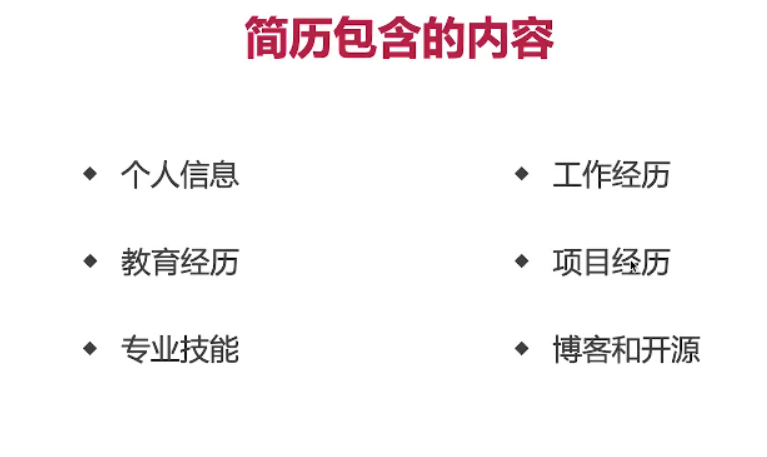 简历包含的内容
个人信息
工作经历
教育经历
项目经历
专业技能
博客和开源